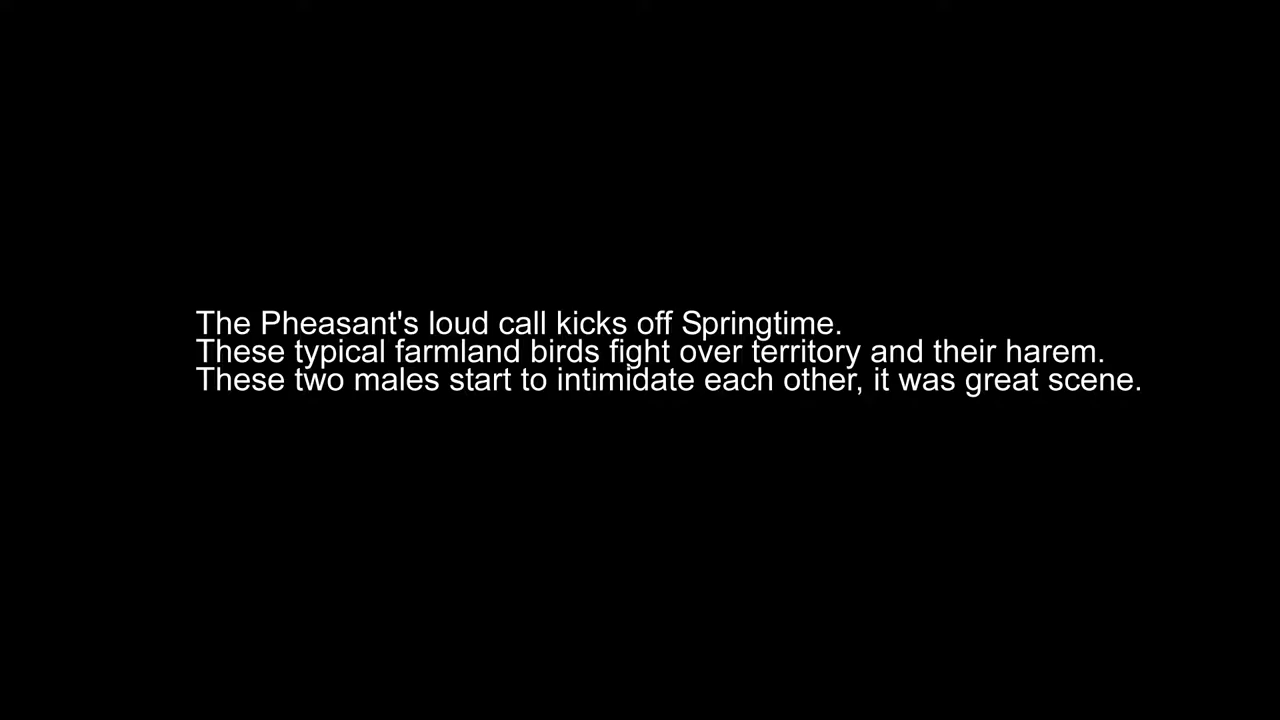 The Pheasant's loud call kicks off Springtime.
These typical farmland birds fight over territory and their harem.
These two males start to intimidate each other, it was great scene.